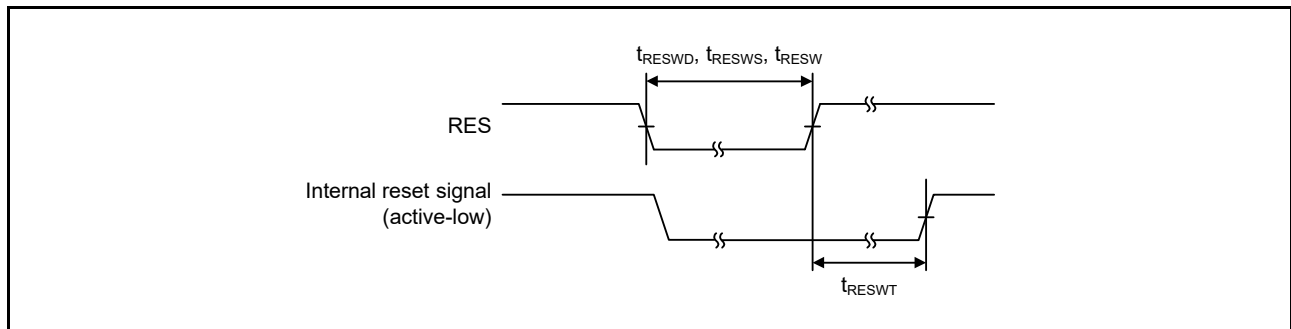 tRESWD, tRESWS, tRESW
RES
Internal reset signal
(active-low)
tRESWT